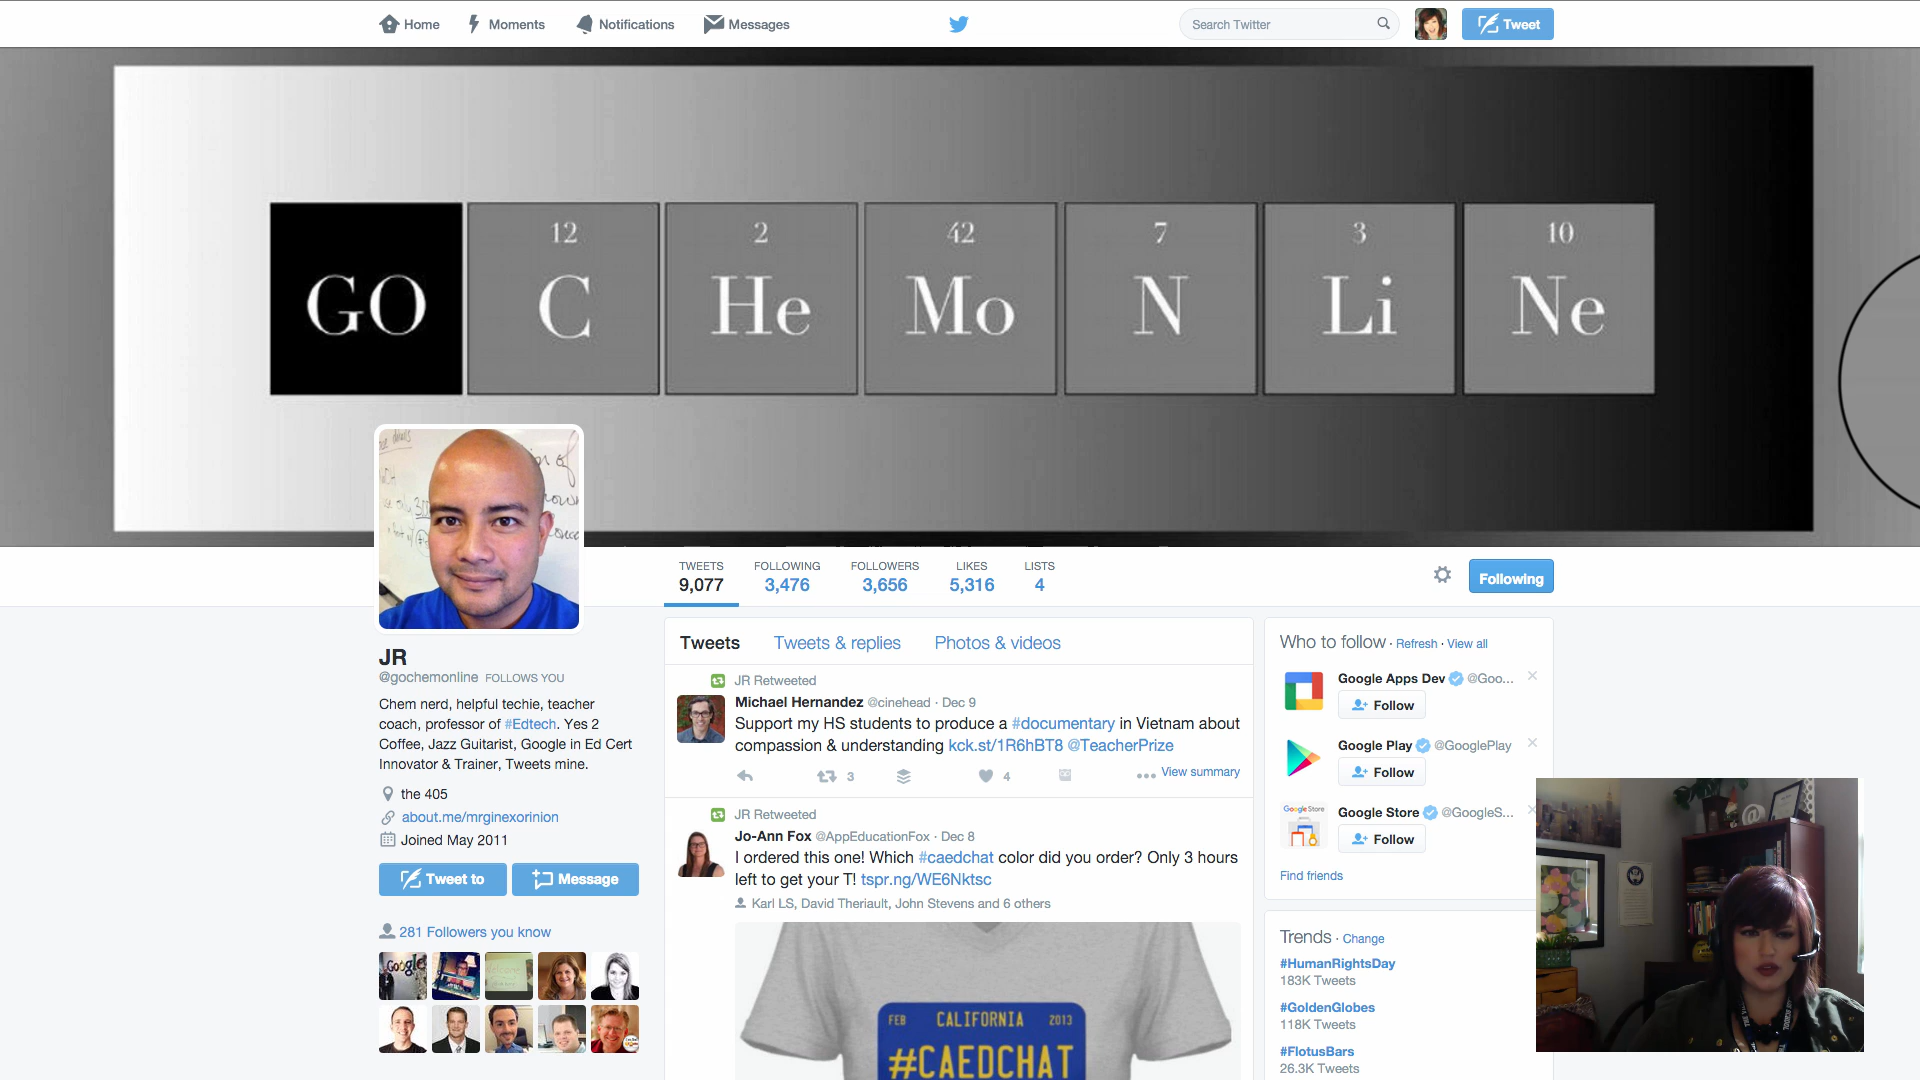 Home
Moments
Notifications
Messages
Search Twitter
Tweet
GO
12
C
2
He
42
Mo
7
N
3
Li
10
Ne
TWEETS
9,077
FOLLOWING
3,476
FOLLOWERS
3,656
LIKES
5,316
LISTS
4
Following
JR
@gochemonline FOLLOWS YOU
Chem nerd, helpful techie, teacher
coach, professor of #Edtech. Yes 2
Coffee, Jazz Guitarist, Google in Ed Cert
Innovator & Trainer, Tweets mine.
the 405
about.me/mrginexorinion
Joined May 2011
Tweet to
Message
281 Followers you know
Google
Tweets
Tweets & replies
Photos & videos
JR Retweeted
Michael Hernandez @cinehead · Dec 9
Support my HS students to produce a #documentary in Vietnam about
compassion & understanding kck.st/1R6hBT8 @TeacherPrize
3
4
View summary
JR Retweeted
Jo-Ann Fox @AppEducationFox · Dec 8
I ordered this one! Which #caedchat color did you order? Only 3 hours
left to get your T! tspr.ng/WE6Nktsc
Karl LS, David Theriault, John Stevens and 6 others
FEB CALIFORNIA 2013
#CAEDCHAT
Who to follow · Refresh · View all
Google Apps Dev @Goo...
Follow
Google Play @GooglePlay
Follow
Google Store
Google Store @GoogleS...
Follow
Find friends
Trends · Change
#HumanRightsDay
183K Tweets
#GoldenGlobes
118K Tweets
#FlotusBars
26.3K Tweets